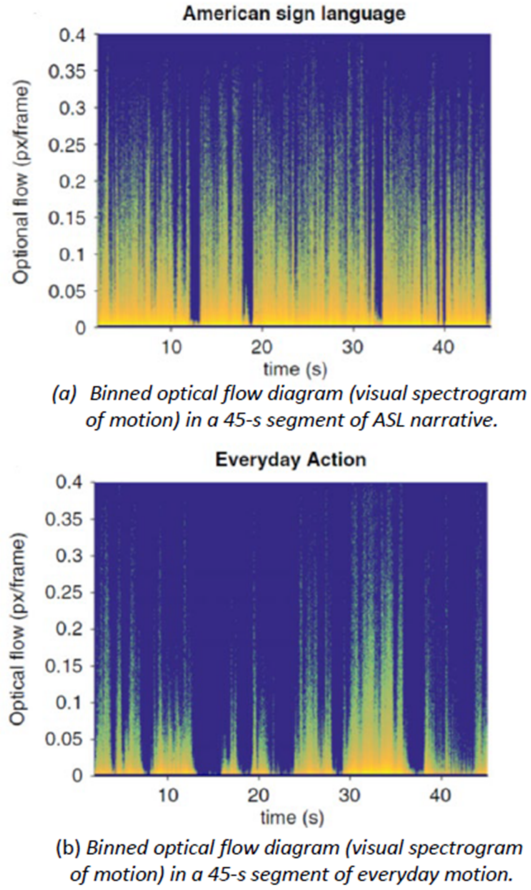 American sign language
0.4
0.35
0.3
0.25
0.2
0.15
0.1
0.05
0
Optional flow (px/frame)
10 20 30 40
time (s)
(a) Binned optical flow diagram (visual spectrogram
of motion) in a 45-s segment of ASL narrative.
Everyday Action
0.4
0.35
0.3
0.25
0.2
0.15
0.1
0.05
0
Optical flow (px/frame)
10 20 30 40
time (s)
(b) Binned optical flow diagram (visual spectrogram
of motion) in a 45-s segment of everyday motion.